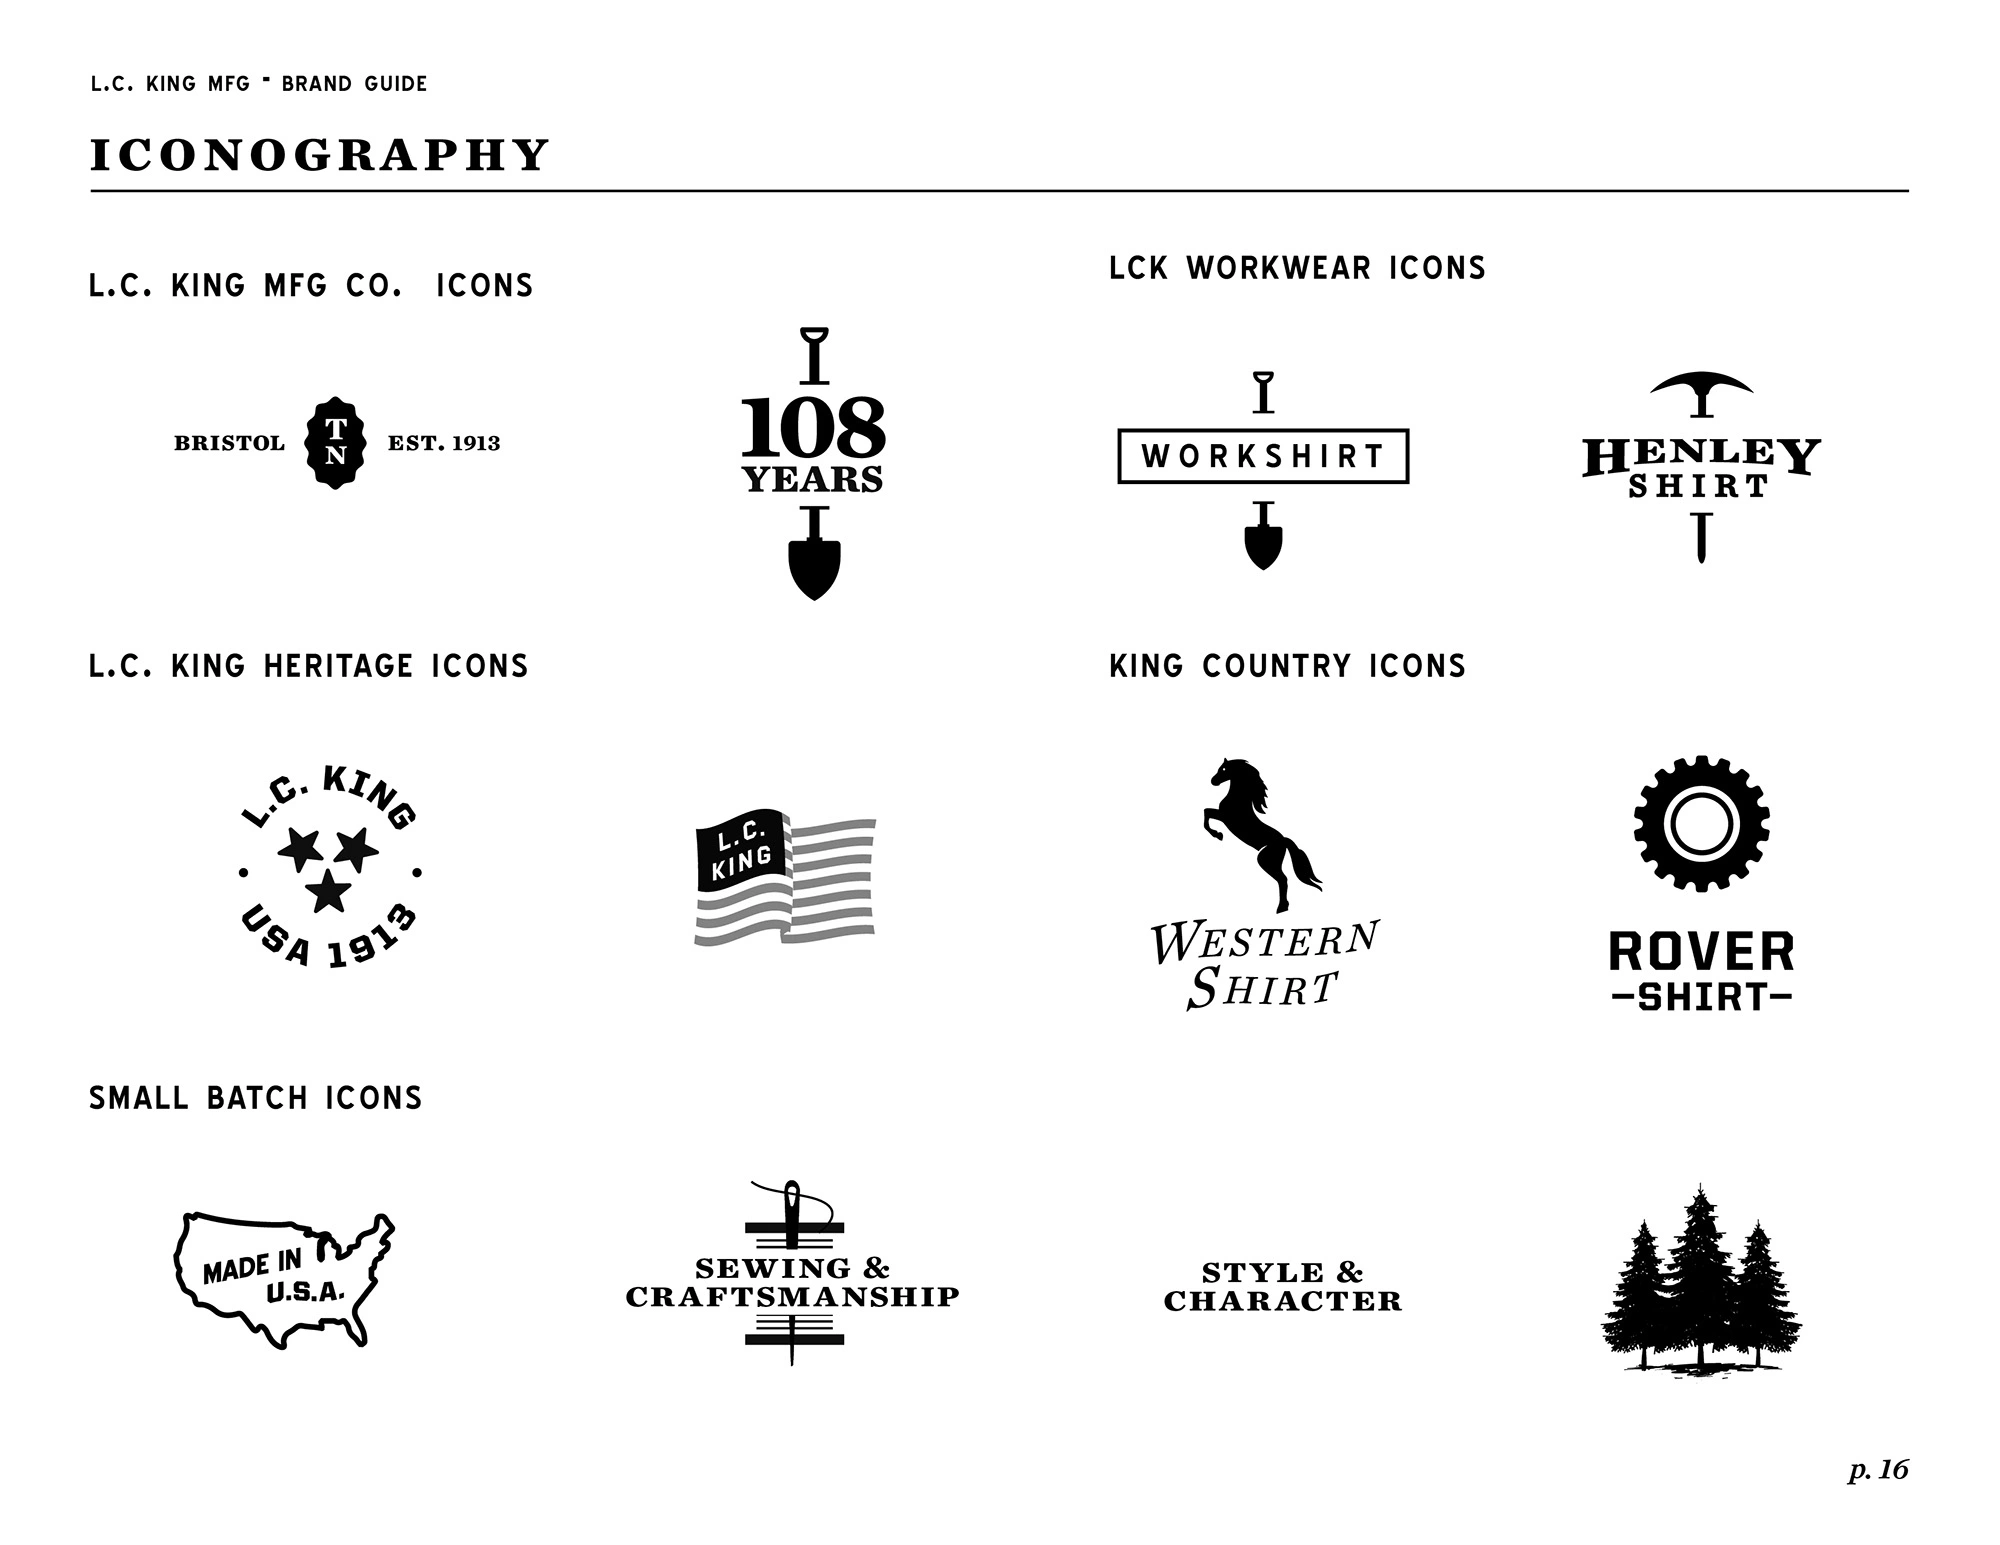 L.C. KING MFG - BRAND GUIDE
ICONOGRAPHY
L.C. KING MFG CO. ICONS
BRISTOL
TN
EST. 1913
108
YEARS
LCK WORKWEAR ICONS
WORKSHIRT
HENLEY
SHIRT
L.C. KING HERITAGE ICONS
L.C. KING
USA 1913
L.C.
KING
KING COUNTRY ICONS
WESTERN
SHIRT
ROVER
-SHIRT-
SMALL BATCH ICONS
MADE IN
U.S.A.
SEWING &
CRAFTSMANSHIP
STYLE &
CHARACTER
p. 16